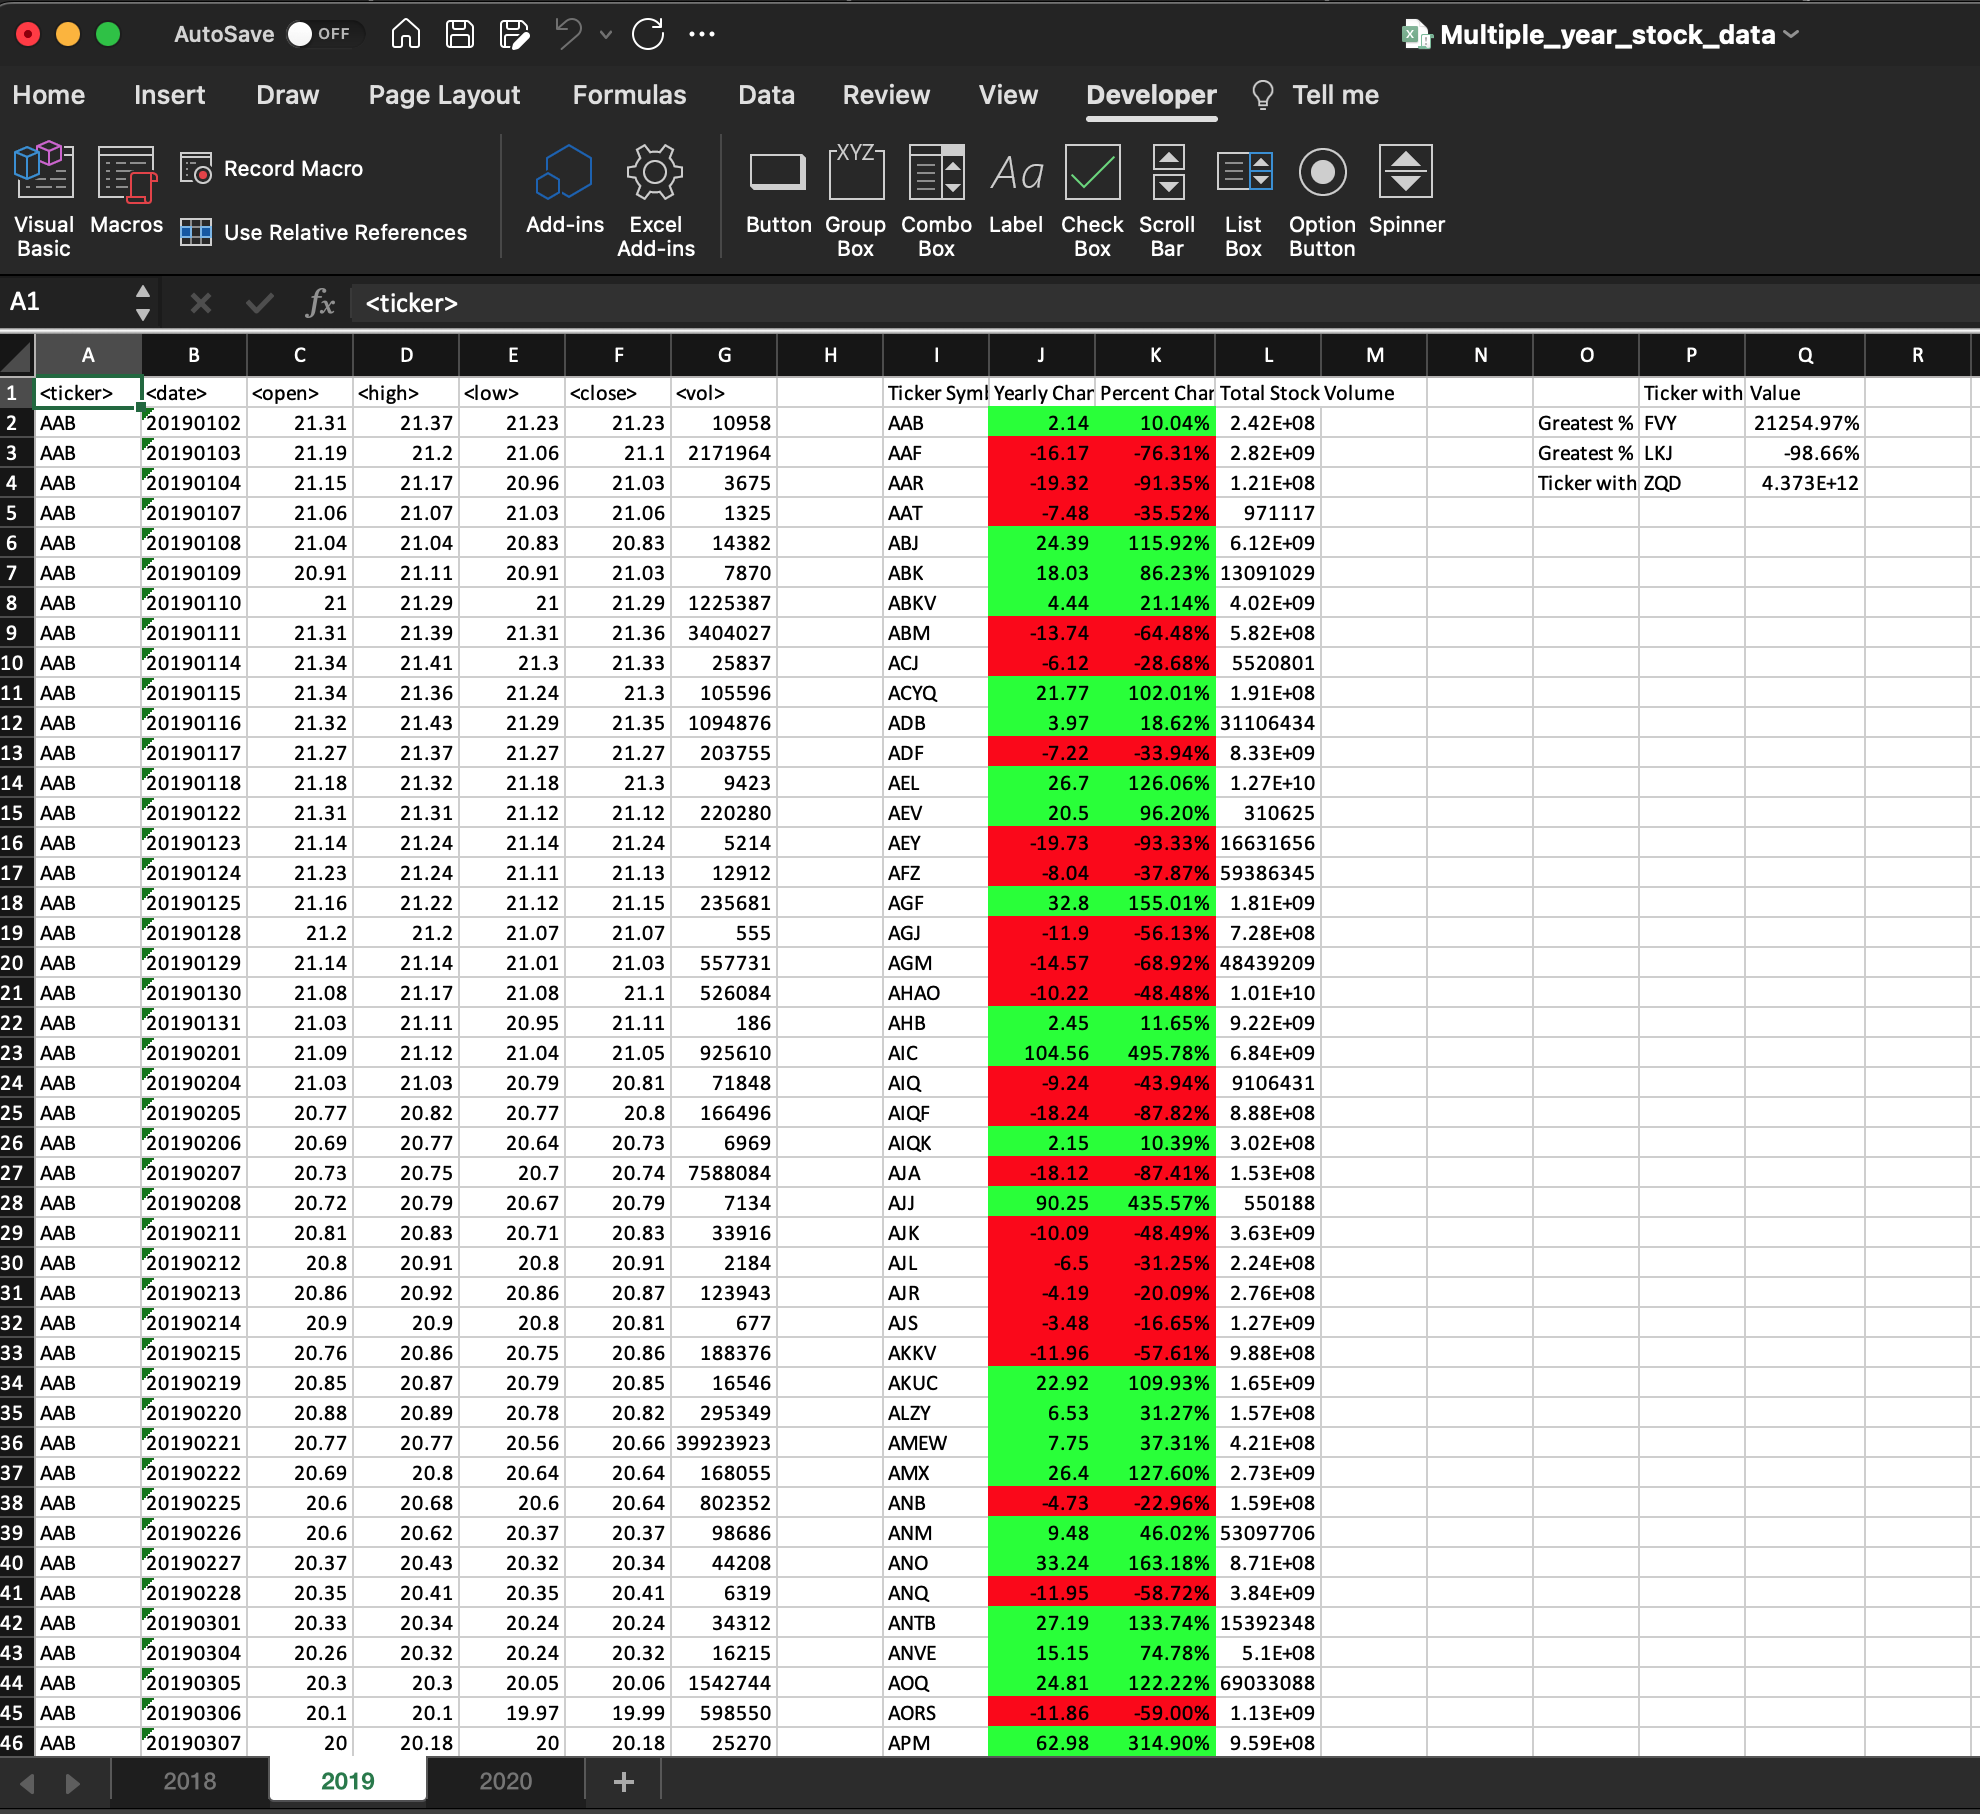 AutoSave OFF Multiple_year_stock_data
Home Insert Draw Page Layout Formulas Data Review View Developer Tell me
Visual Basic Macros Record Macro Use Relative References Add-ins Excel Add-ins Button XYZ Group Box Combo Box Aa Label Check Box Scroll Bar List Box Option Button Spinner
A1 fx <ticker>
A B C D E F G H I J K L M N O P Q R
1 <ticker> <date> <open> <high> <low> <close> <vol> Ticker Syml Yearly Char Percent Char Total Stock Volume Ticker with Value
2 AAB 20190102 21.31 21.37 21.23 21.23 10958 AAB 2.14 10.04% 2.42E+08 Greatest % FVY 21254.97%
3 AAB 20190103 21.19 21.2 21.06 21.1 2171964 AAF -16.17 -76.31% 2.82E+09 Greatest % LKJ -98.66%
4 AAB 20190104 21.15 21.17 20.96 21.03 3675 AAR -19.32 -91.35% 1.21E+08 Ticker with ZQD 4.373E+12
5 AAB 20190107 21.06 21.07 21.03 21.06 1325 AAT -7.48 -35.52% 971117
6 AAB 20190108 21.04 21.04 20.83 20.83 14382 ABJ 24.39 115.92% 6.12E+09
7 AAB 20190109 20.91 21.11 20.91 21.03 7870 ABK 18.03 86.23% 13091029
8 AAB 20190110 21 21.29 21 21.29 1225387 ABKV 4.44 21.14% 4.02E+09
9 AAB 20190111 21.31 21.39 21.31 21.36 3404027 ABM -13.74 -64.48% 5.82E+08
10 AAB 20190114 21.34 21.41 21.3 21.33 25837 ACJ -6.12 -28.68% 5520801
11 AAB 20190115 21.34 21.36 21.24 21.3 105596 ACYQ 21.77 102.01% 1.91E+08
12 AAB 20190116 21.32 21.43 21.29 21.35 1094876 ADB 3.97 18.62% 31106434
13 AAB 20190117 21.27 21.37 21.27 21.27 203755 ADF -7.22 -33.94% 8.33E+09
14 AAB 20190118 21.18 21.32 21.18 21.3 9423 AEL 26.7 126.06% 1.27E+10
15 AAB 20190122 21.31 21.31 21.12 21.12 220280 AEV 20.5 96.20% 310625
16 AAB 20190123 21.14 21.24 21.14 21.24 5214 AEY -19.73 -93.33% 16631656
17 AAB 20190124 21.23 21.24 21.11 21.13 12912 AFZ -8.04 -37.87% 59386345
18 AAB 20190125 21.16 21.22 21.12 21.15 235681 AGF 32.8 155.01% 1.81E+09
19 AAB 20190128 21.2 21.2 21.07 21.07 555 AGJ -11.9 -56.13% 7.28E+08
20 AAB 20190129 21.14 21.14 21.01 21.03 557731 AGM -14.57 -68.92% 48439209
21 AAB 20190130 21.08 21.17 21.08 21.1 526084 AHAO -10.22 -48.48% 1.01E+10
22 AAB 20190131 21.03 21.11 20.95 21.11 186 AHB 2.45 11.65% 9.22E+09
23 AAB 20190201 21.09 21.12 21.04 21.05 925610 AIC 104.56 495.78% 6.84E+09
24 AAB 20190204 21.03 21.03 20.79 20.81 71848 AIQ -9.24 -43.94% 9106431
25 AAB 20190205 20.77 20.82 20.77 20.8 166496 AIQF -18.24 -87.82% 8.88E+08
26 AAB 20190206 20.69 20.77 20.64 20.73 6969 AIQK 2.15 10.39% 3.02E+08
27 AAB 20190207 20.73 20.75 20.7 20.74 7588084 AJA -18.12 -87.41% 1.53E+08
28 AAB 20190208 20.72 20.79 20.67 20.79 7134 AJJ 90.25 435.57% 550188
29 AAB 20190211 20.81 20.83 20.71 20.83 33916 AJK -10.09 -48.49% 3.63E+09
30 AAB 20190212 20.8 20.91 20.8 20.91 2184 AJL -6.5 -31.25% 2.24E+08
31 AAB 20190213 20.86 20.92 20.86 20.87 123943 AJR -4.19 -20.09% 2.76E+08
32 AAB 20190214 20.9 20.9 20.8 20.81 677 AJS -3.48 -16.65% 1.27E+09
33 AAB 20190215 20.76 20.86 20.75 20.86 188376 AKKV -11.96 -57.61% 9.88E+08
34 AAB 20190219 20.85 20.87 20.79 20.85 16546 AKUC 22.92 109.93% 1.65E+09
35 AAB 20190220 20.88 20.89 20.78 20.82 295349 ALZY 6.53 31.27% 1.57E+08
36 AAB 20190221 20.77 20.77 20.56 20.66 39923923 AMEW 7.75 37.31% 4.21E+08
37 AAB 20190222 20.69 20.8 20.64 20.64 168055 AMX 26.4 127.60% 2.73E+09
38 AAB 20190225 20.6 20.68 20.6 20.64 802352 ANB -4.73 -22.96% 1.59E+08
39 AAB 20190226 20.6 20.62 20.37 20.37 98686 ANM 9.48 46.02% 53097706
40 AAB 20190227 20.37 20.43 20.32 20.34 44208 ANO 33.24 163.18% 8.71E+08
41 AAB 20190228 20.35 20.41 20.35 20.41 6319 ANQ -11.95 -58.72% 3.84E+09
42 AAB 20190301 20.33 20.34 20.24 20.24 34312 ANTB 27.19 133.74% 15392348
43 AAB 20190304 20.26 20.32 20.24 20.32 16215 ANVE 15.15 74.78% 5.1E+08
44 AAB 20190305 20.3 20.3 20.05 20.06 1542744 AOQ 24.81 122.22% 69033088
45 AAB 20190306 20.1 20.1 19.97 19.99 598550 AORS -11.86 -59.00% 1.13E+09
46 AAB 20190307 20 20.18 20 20.18 25270 APM 62.98 314.90% 9.59E+08
2018 2019 2020 +